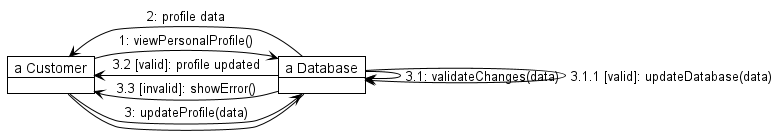 2: profile data
1: viewPersonalProfile()
a Customer
3.2 [valid]: profile updated
a Database
3.1: validateChanges(data)
3.1.1 [valid]: updateDatabase(data)
3.3 [invalid]: showError()
3: updateProfile(data)